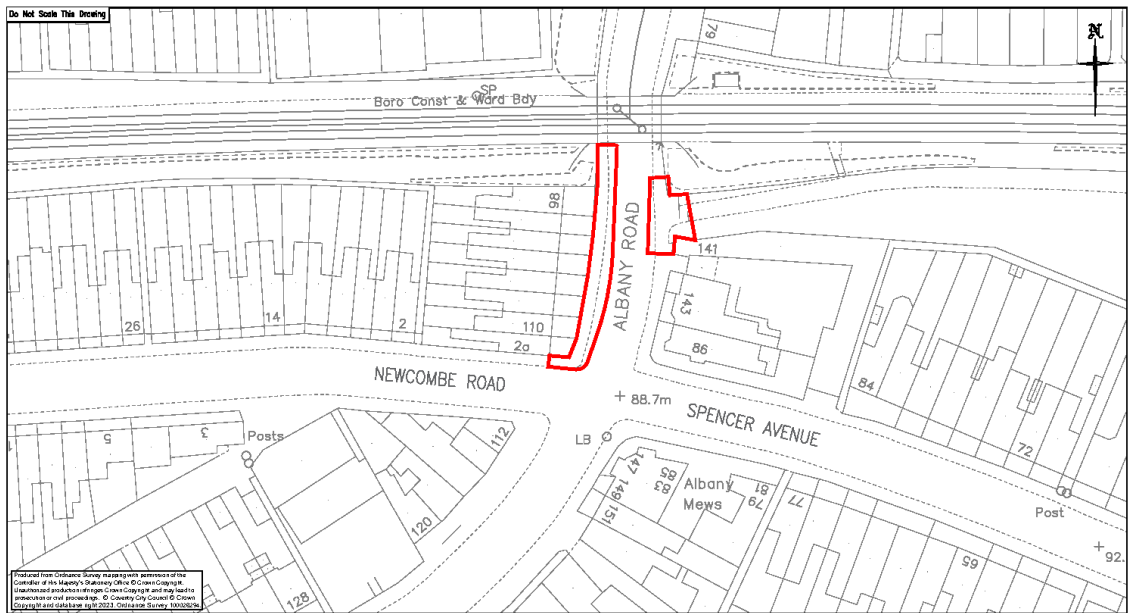 Do Not Scale This Drawing
N
79
SP
Boro Const & Ward Bdy
98
ALBANY ROAD
141
143
26
14
2
110
2a
86
NEWCOMBE ROAD
88.7m
84
SPENCER AVENUE
5
3
Posts
112
LB
72
147
149
151
85
83
Albany
Mews
81
79
77
Post
120
92.
65
128
Produced from Ordnance Survey mapping with permission of the
Controller of His Majesty's Stationery Office © Crown Copyright.
Unauthorized production infringes Crown Copyright and may lead to
prosecution or civil proceedings. © Coventry City Council © Crown
Copyright and database right 2023. Ordnance Survey 100026294